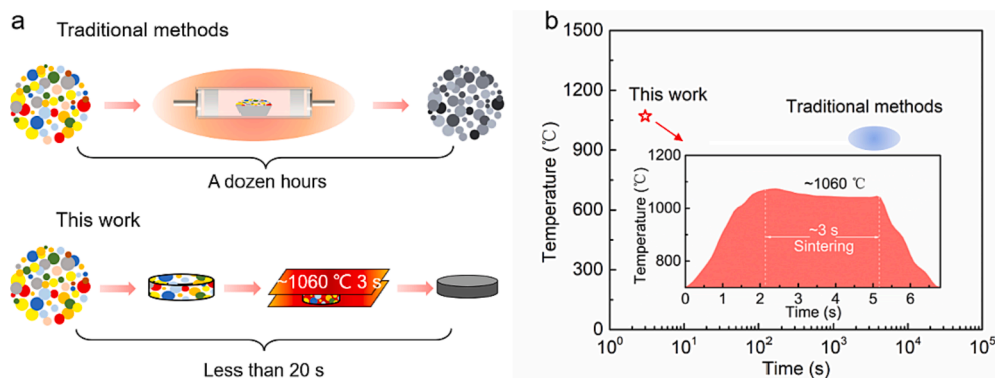 a
Traditional methods
A dozen hours
This work
~1060 ℃ 3 s
Less than 20 s
b
Temperature (℃)
1500
1200
900
600
300
0
10⁰
10¹
10²
10³
10⁴
10⁵
Time (s)
This work
Traditional methods
Temperature (℃)
1200
1000
800
~1060 ℃
~3 s
Sintering
0
1
2
3
4
5
6
Time (s)